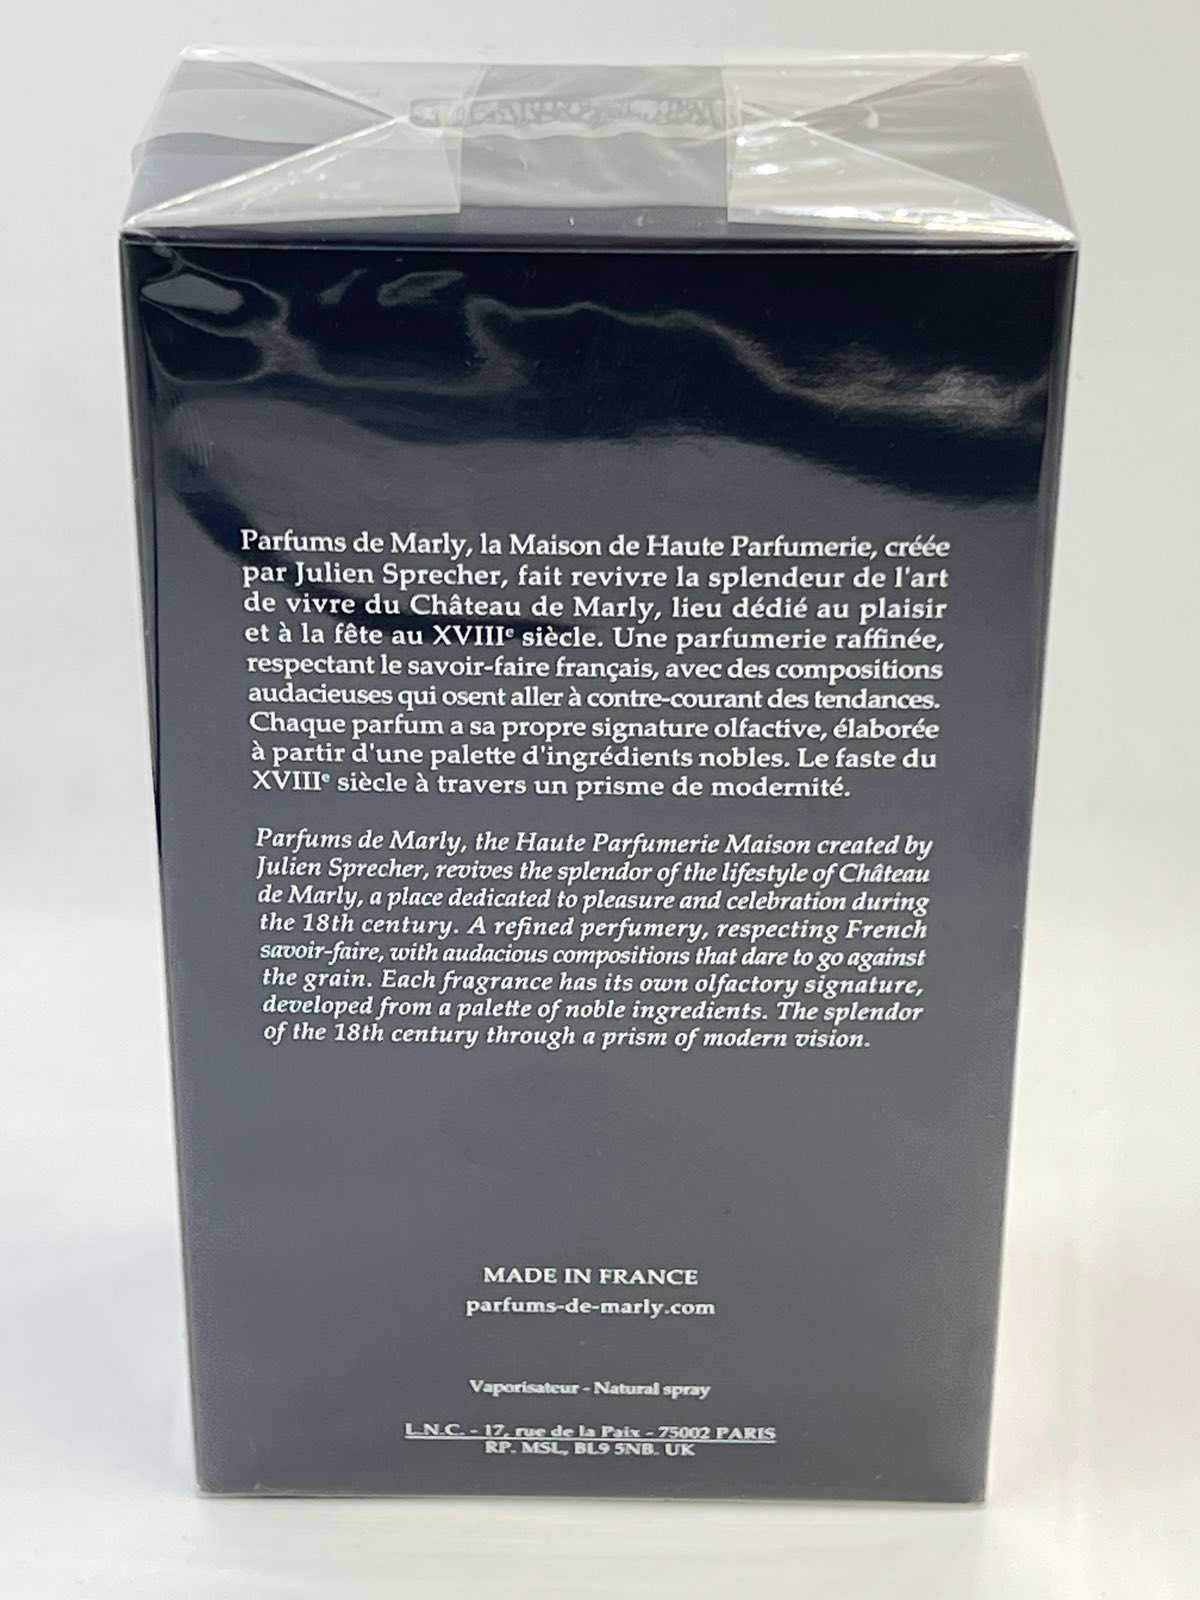 Parfums de Marly, la Maison de Haute Parfumerie, créée
par Julien Sprecher, fait revivre la splendeur de l'art
de vivre du Château de Marly, lieu dédié au plaisir
et à la fête au XVIIIe siècle. Une parfumerie raffinée,
respectant le savoir-faire français, avec des compositions
audacieuses qui osent aller à contre-courant des tendances.
Chaque parfum a sa propre signature olfactive, élaborée
à partir d'une palette d'ingrédients nobles. Le faste du
XVIIIe siècle à travers un prisme de modernité.
Parfums de Marly, the Haute Parfumerie Maison created by
Julien Sprecher, revives the splendor of the lifestyle of Château
de Marly, a place dedicated to pleasure and celebration during
the 18th century. A refined perfumery, respecting French
savoir-faire, with audacious compositions that dare to go against
the grain. Each fragrance has its own olfactory signature,
developed from a palette of noble ingredients. The splendor
of the 18th century through a prism of modern vision.
MADE IN FRANCE
parfums-de-marly.com
Vaporisateur - Natural spray
L.N.C. - 17, rue de la Paix - 75002 PARIS
RP. MSL, BL9 5NB. UK